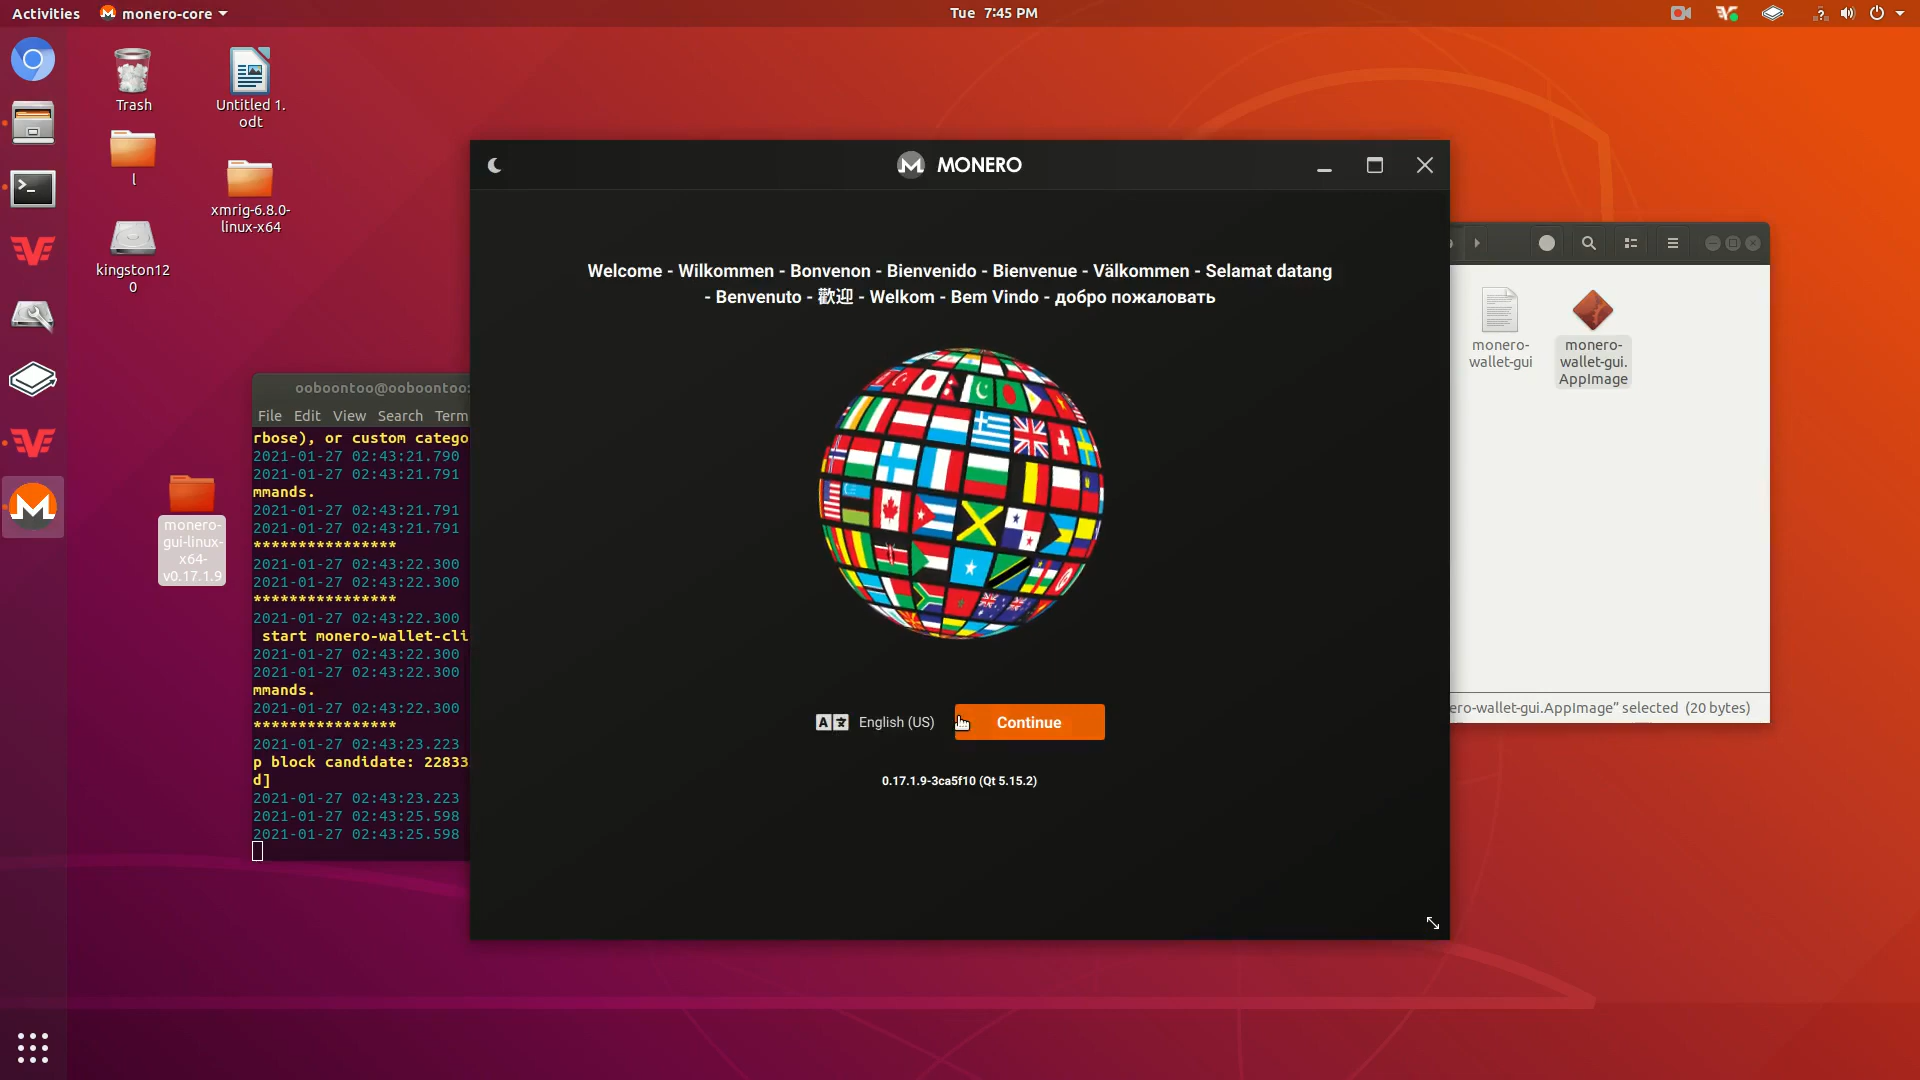 Activities
monero-core
Tue 7:45 PM
Trash
Untitled 1.
odt
l
xmrig-6.8.0-
linux-x64
kingston12
0
monero-
gui-linux-
x64-
v0.17.1.9
ooboontoo@ooboontoo:
File Edit View Search Term
rbose), or custom catego
2021-01-27 02:43:21.790
2021-01-27 02:43:21.791
mmands.
2021-01-27 02:43:21.791
2021-01-27 02:43:21.791
****************
2021-01-27 02:43:22.300
2021-01-27 02:43:22.300
****************
2021-01-27 02:43:22.300
start monero-wallet-cli
2021-01-27 02:43:22.300
2021-01-27 02:43:22.300
mmands.
2021-01-27 02:43:22.300
****************
2021-01-27 02:43:23.223
p block candidate: 22833
d]
2021-01-27 02:43:23.223
2021-01-27 02:43:25.598
2021-01-27 02:43:25.598
MONERO
Welcome - Wilkommen - Bonvenon - Bienvenido - Bienvenue - Välkommen - Selamat datang
- Benvenuto - 歡迎 - Welkom - Bem Vindo - добро пожаловать
English (US)
Continue
0.17.1.9-3ca5f10 (Qt 5.15.2)
monero-
wallet-gui
monero-
wallet-gui.
AppImage
ero-wallet-gui.AppImage” selected (20 bytes)